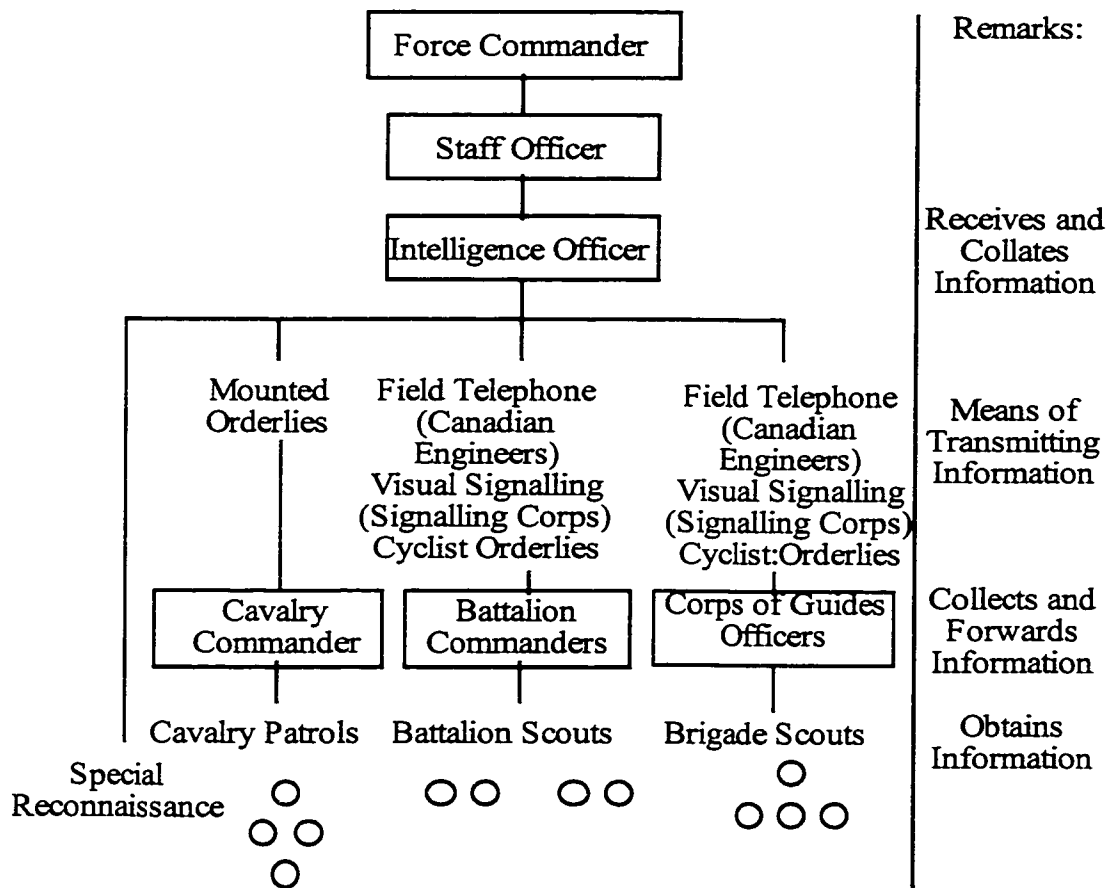 Force Commander
Staff Officer
Intelligence Officer
Mounted
Orderlies
Field Telephone
(Canadian
Engineers)
Visual Signalling
(Signalling Corps)
Cyclist Orderlies
Field Telephone
(Canadian
Engineers)
Visual Signalling
(Signalling Corps)
Cyclist:Orderlies
Cavalry
Commander
Battalion
Commanders
Corps of Guides
Officers
Cavalry Patrols
Battalion Scouts
Brigade Scouts
Special
Reconnaissance
Remarks:
Receives and
Collates
Information
Means of
Transmitting
Information
Collects and
Forwards
Information
Obtains
Information